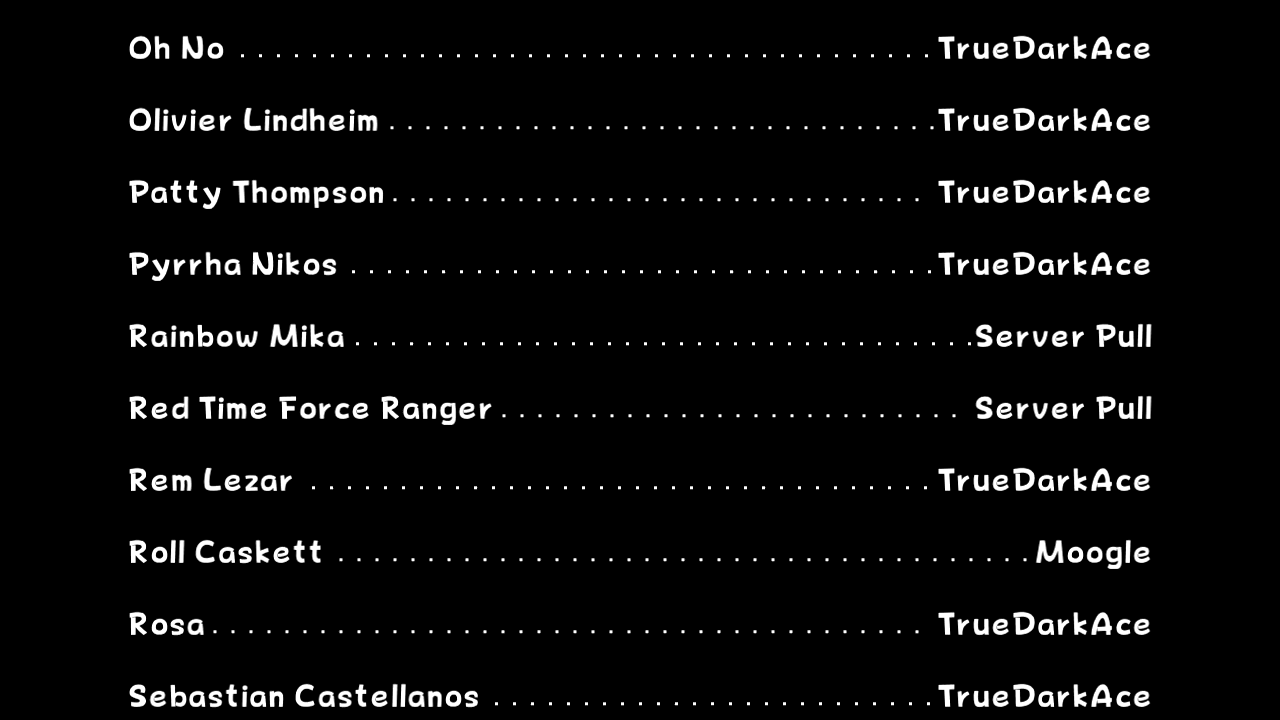 Oh No . . . . . . . . . . . . . . . . . . . . . . . . . . . . . . . . . . . . . . . TrueDarkAce
Olivier Lindheim . . . . . . . . . . . . . . . . . . . . . . . . . . . . . . . TrueDarkAce
Patty Thompson . . . . . . . . . . . . . . . . . . . . . . . . . . . . . . TrueDarkAce
Pyrrha Nikos . . . . . . . . . . . . . . . . . . . . . . . . . . . . . . . . . TrueDarkAce
Rainbow Mika . . . . . . . . . . . . . . . . . . . . . . . . . . . . . . . . . . . Server Pull
Red Time Force Ranger . . . . . . . . . . . . . . . . . . . . . . . . . . Server Pull
Rem Lezar . . . . . . . . . . . . . . . . . . . . . . . . . . . . . . . . . . . TrueDarkAce
Roll Caskett . . . . . . . . . . . . . . . . . . . . . . . . . . . . . . . . . . . . . . . Moogle
Rosa . . . . . . . . . . . . . . . . . . . . . . . . . . . . . . . . . . . . . . . . TrueDarkAce
Sebastian Castellanos . . . . . . . . . . . . . . . . . . . . . . . . . TrueDarkAce